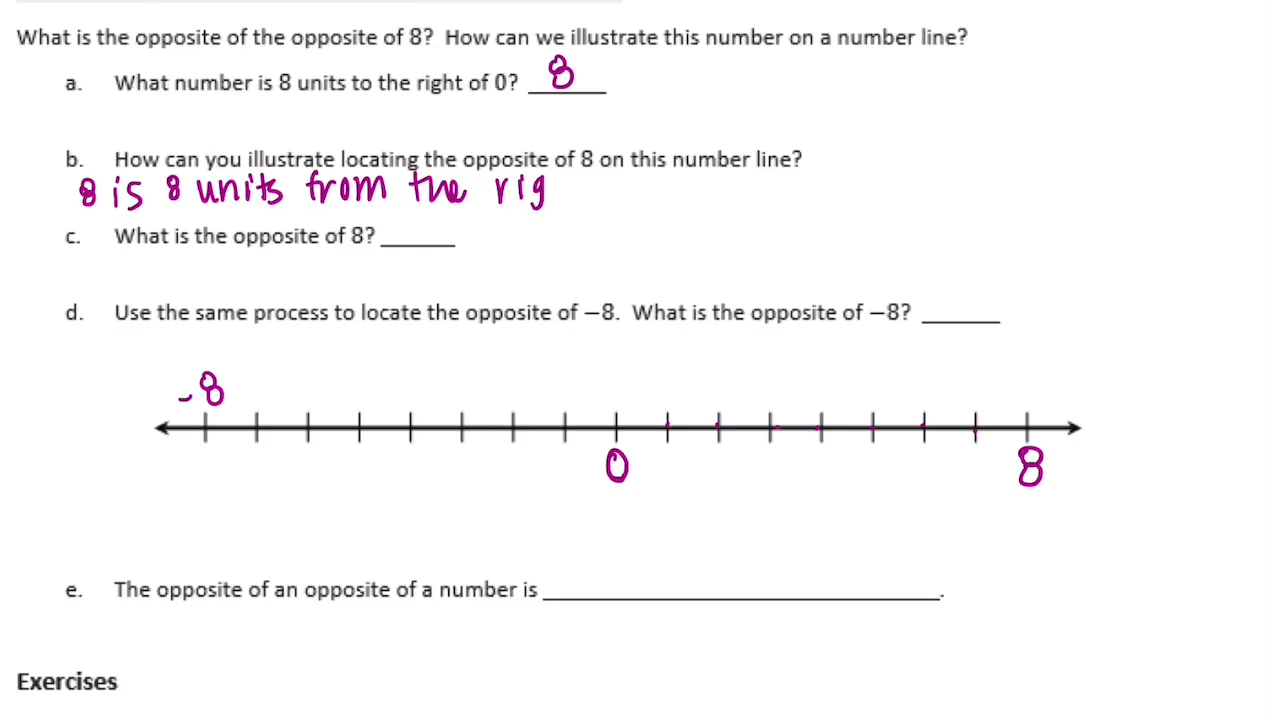 What is the opposite of the opposite of 8? How can we illustrate this number on a number line?
a. What number is 8 units to the right of 0? 8
b. How can you illustrate locating the opposite of 8 on this number line?
8 is 8 units from the rig
c. What is the opposite of 8? ______
d. Use the same process to locate the opposite of −8. What is the opposite of −8? ______
-8
0 8
e. The opposite of an opposite of a number is ______.
Exercises